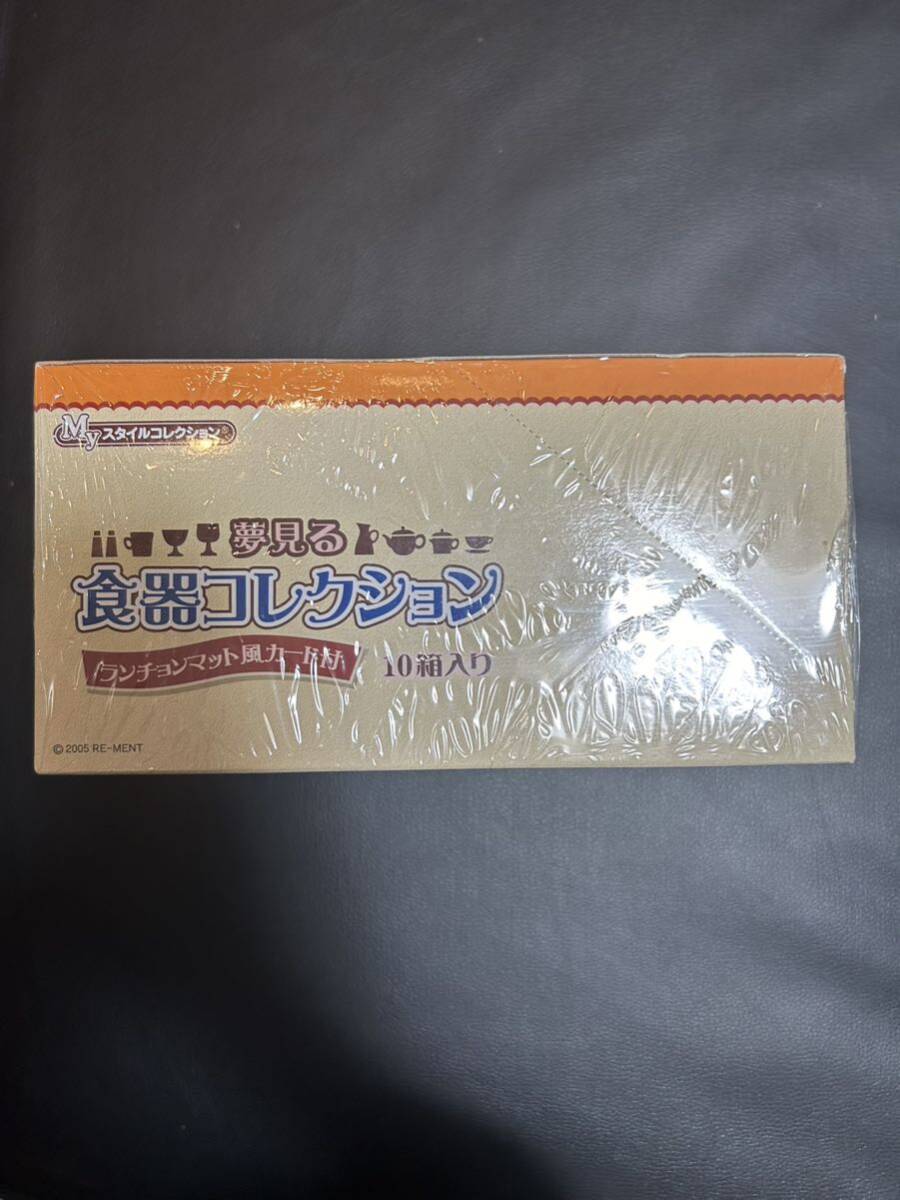 Myスタイルコレクション
夢見る
食器コレクション
ランチョンマット風カード付
10箱入り
© 2005 RE-MENT